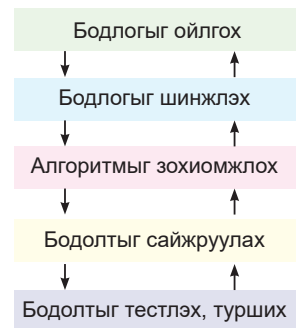 Бодлогыг ойлгох
Бодлогыг шинжлэх
Алгоритмыг зохиомжлох
Бодолтыг сайжруулах
Бодолтыг тестлэх, турших